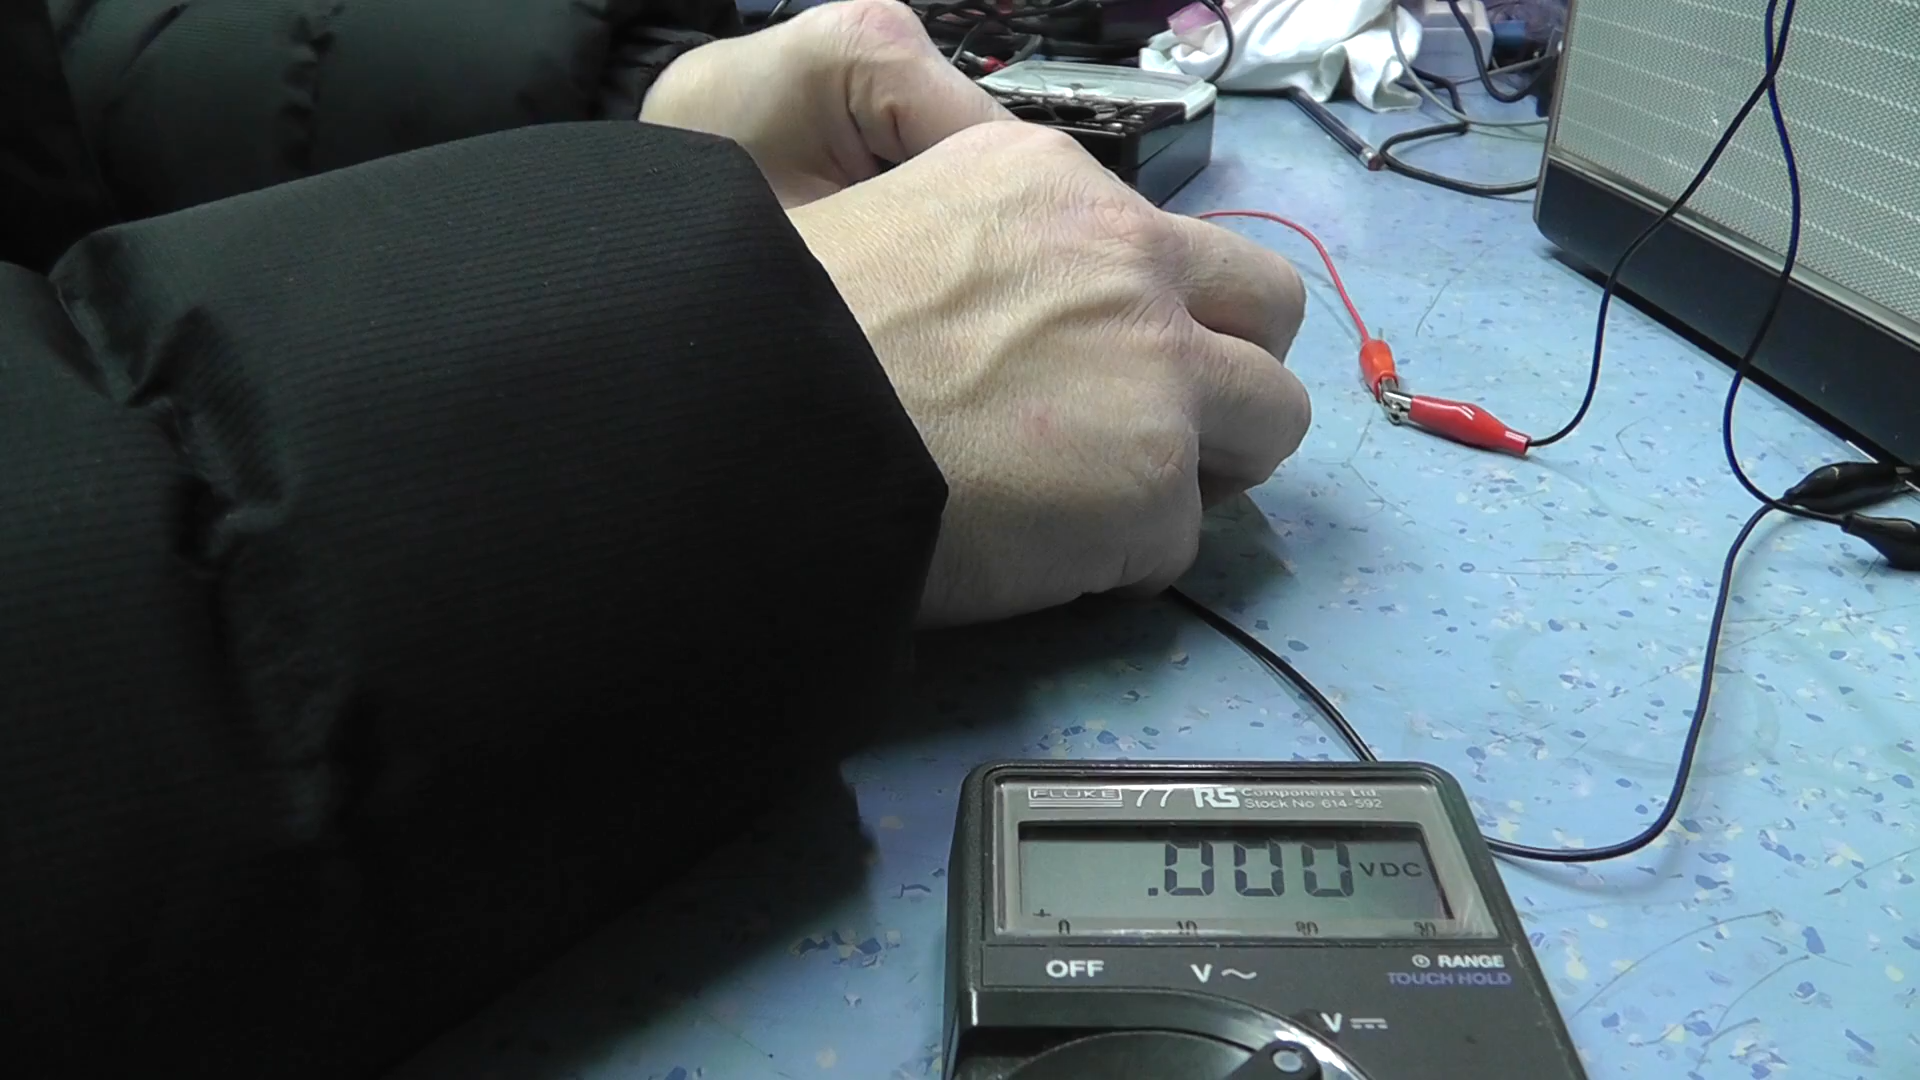 FLUKE 77 RS Components Ltd.
Stock No 614-592
.000 VDC
+
0 10 20 30
OFF V~ RANGE
TOUCH HOLD
V